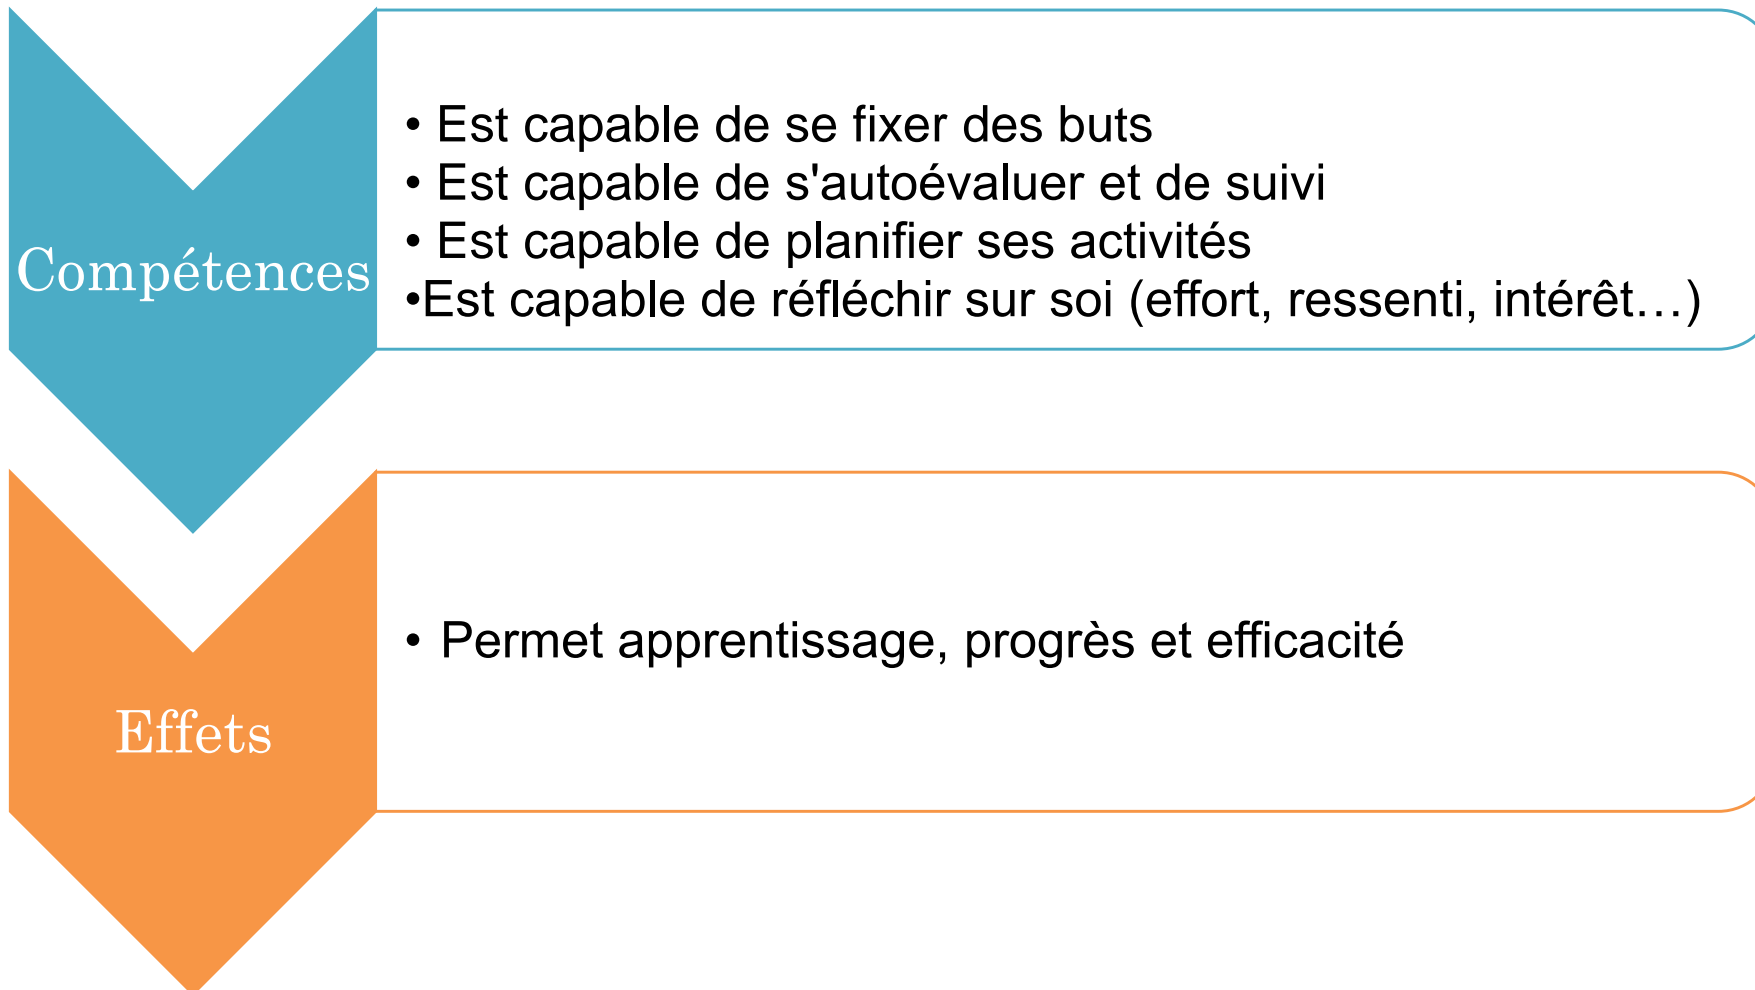 Compétences
• Est capable de se fixer des buts
• Est capable de s'autoévaluer et de suivi
• Est capable de planifier ses activités
•Est capable de réfléchir sur soi (effort, ressenti, intérêt…)
Effets
• Permet apprentissage, progrès et efficacité